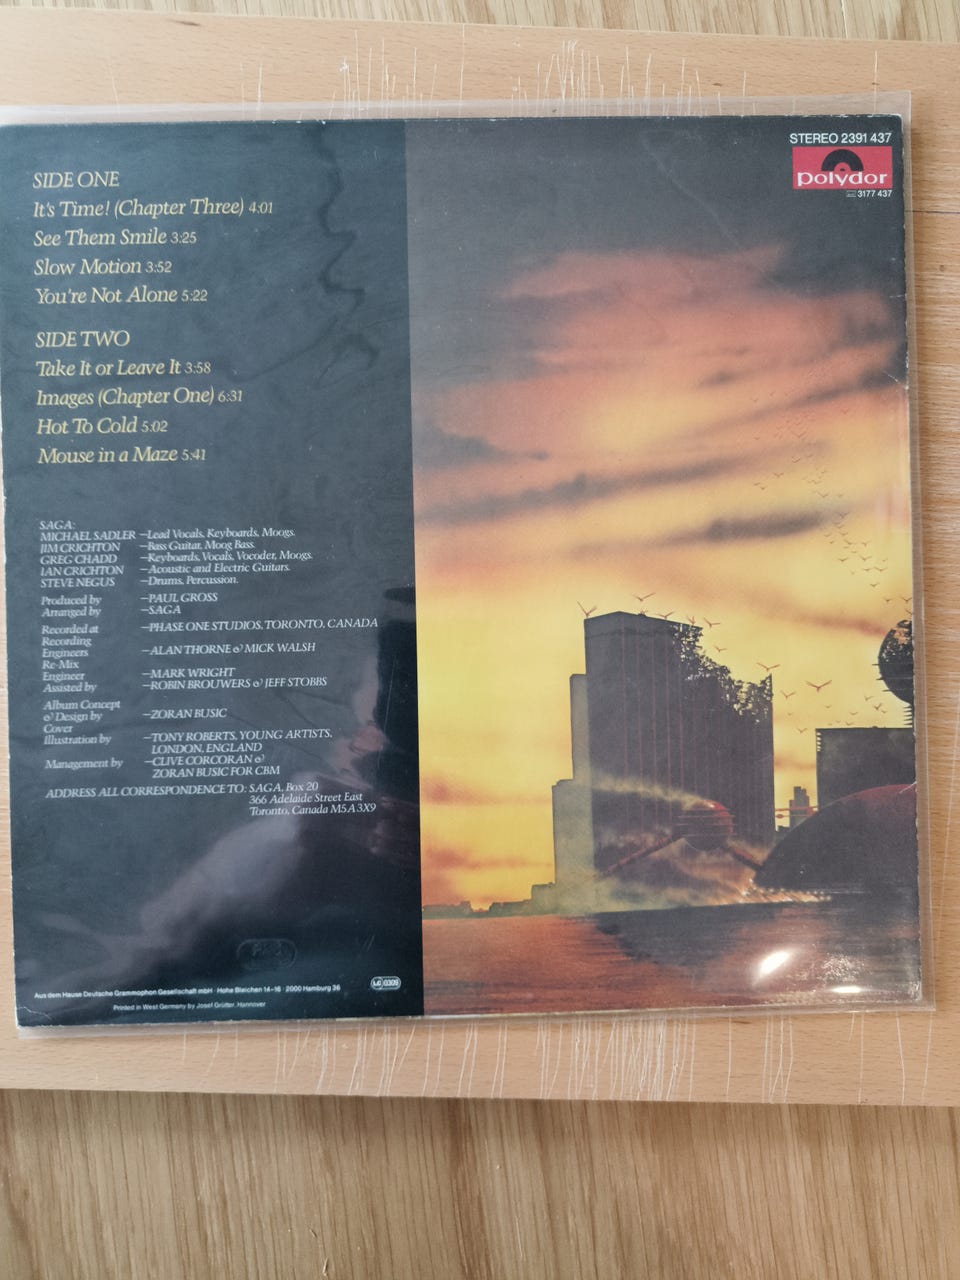 STEREO 2391 437
polydor
3177 437
SIDE ONE
It's Time! (Chapter Three) 4:01
See Them Smile 3:25
Slow Motion 3:52
You're Not Alone 5:22
SIDE TWO
Take It or Leave It 3:58
Images (Chapter One) 6:31
Hot To Cold 5:02
Mouse in a Maze 5:41
SAGA:
MICHAEL SADLER —Lead Vocals, Keyboards, Moogs.
JIM CRICHTON —Bass Guitar, Moog Bass.
GREG CHADD —Keyboards, Vocals, Vocoder, Moogs.
IAN CRICHTON —Acoustic and Electric Guitars.
STEVE NEGUS —Drums, Percussion.
Produced by —PAUL GROSS
Arranged by —SAGA
Recorded at —PHASE ONE STUDIOS, TORONTO, CANADA
Recording
Engineers —ALAN THORNE & MICK WALSH
Re-Mix
Engineer —MARK WRIGHT
Assisted by —ROBIN BROUWERS & JEFF STOBBS
Album Concept
& Design by —ZORAN BUSIC
Cover
Illustration by —TONY ROBERTS, YOUNG ARTISTS,
LONDON, ENGLAND
Management by —CLIVE CORCORAN &
ZORAN BUSIC FOR CBM
ADDRESS ALL CORRESPONDENCE TO: SAGA, Box 20
366 Adelaide Street East
Toronto, Canada M5A 3X9
Aus dem Hause Deutsche Grammophon Gesellschaft mbH · Hohe Bleichen 14-16 · 2000 Hamburg 36
LC 0309
Printed in West Germany by Josef Grütter, Hannover